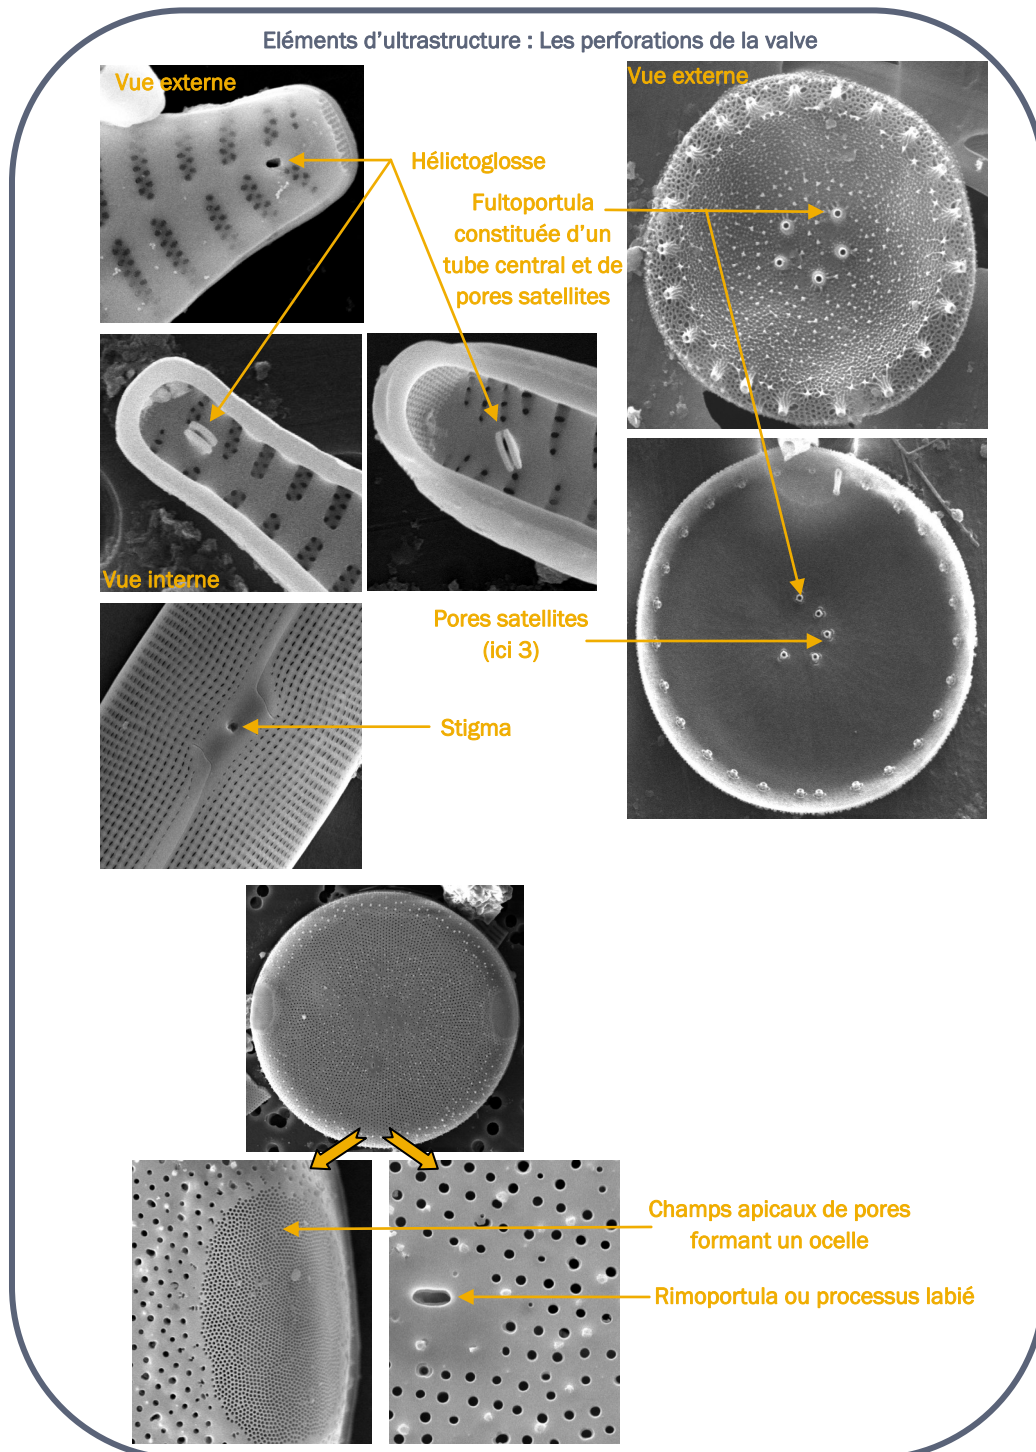 Eléments d'ultrastructure : Les perforations de la valve
Vue externe
Vue externe
Hélictoglosse
Fultoportula
constituée d'un
tube central et de
pores satellites
Vue interne
Pores satellites
(ici 3)
Stigma
Champs apicaux de pores
formant un ocelle
Rimoportula ou processus labié